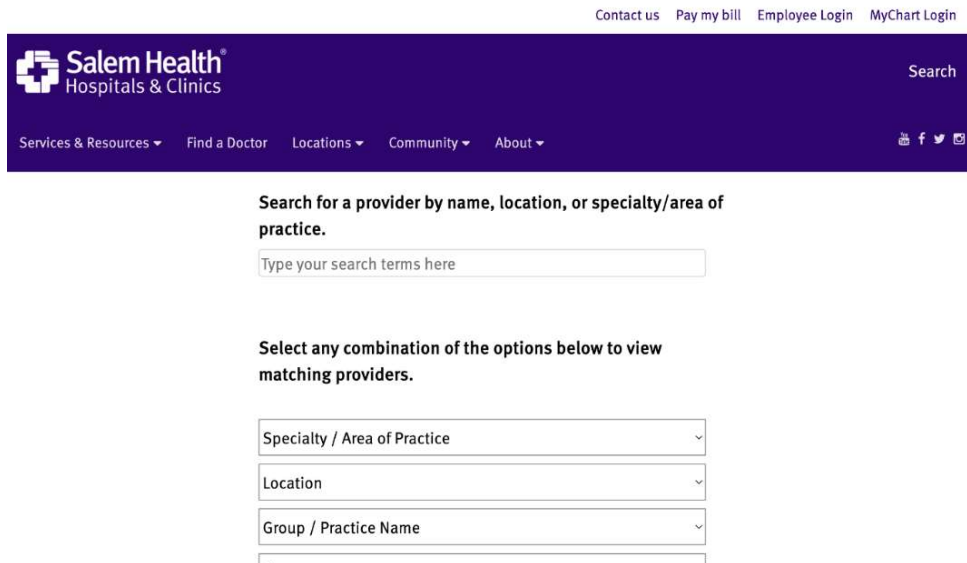 Contact us Pay my bill Employee Login MyChart Login
Salem Health®
Hospitals & Clinics
Search
Services & Resources Find a Doctor Locations Community About
Search for a provider by name, location, or specialty/area of
practice.
Type your search terms here
Select any combination of the options below to view
matching providers.
Specialty / Area of Practice
Location
Group / Practice Name